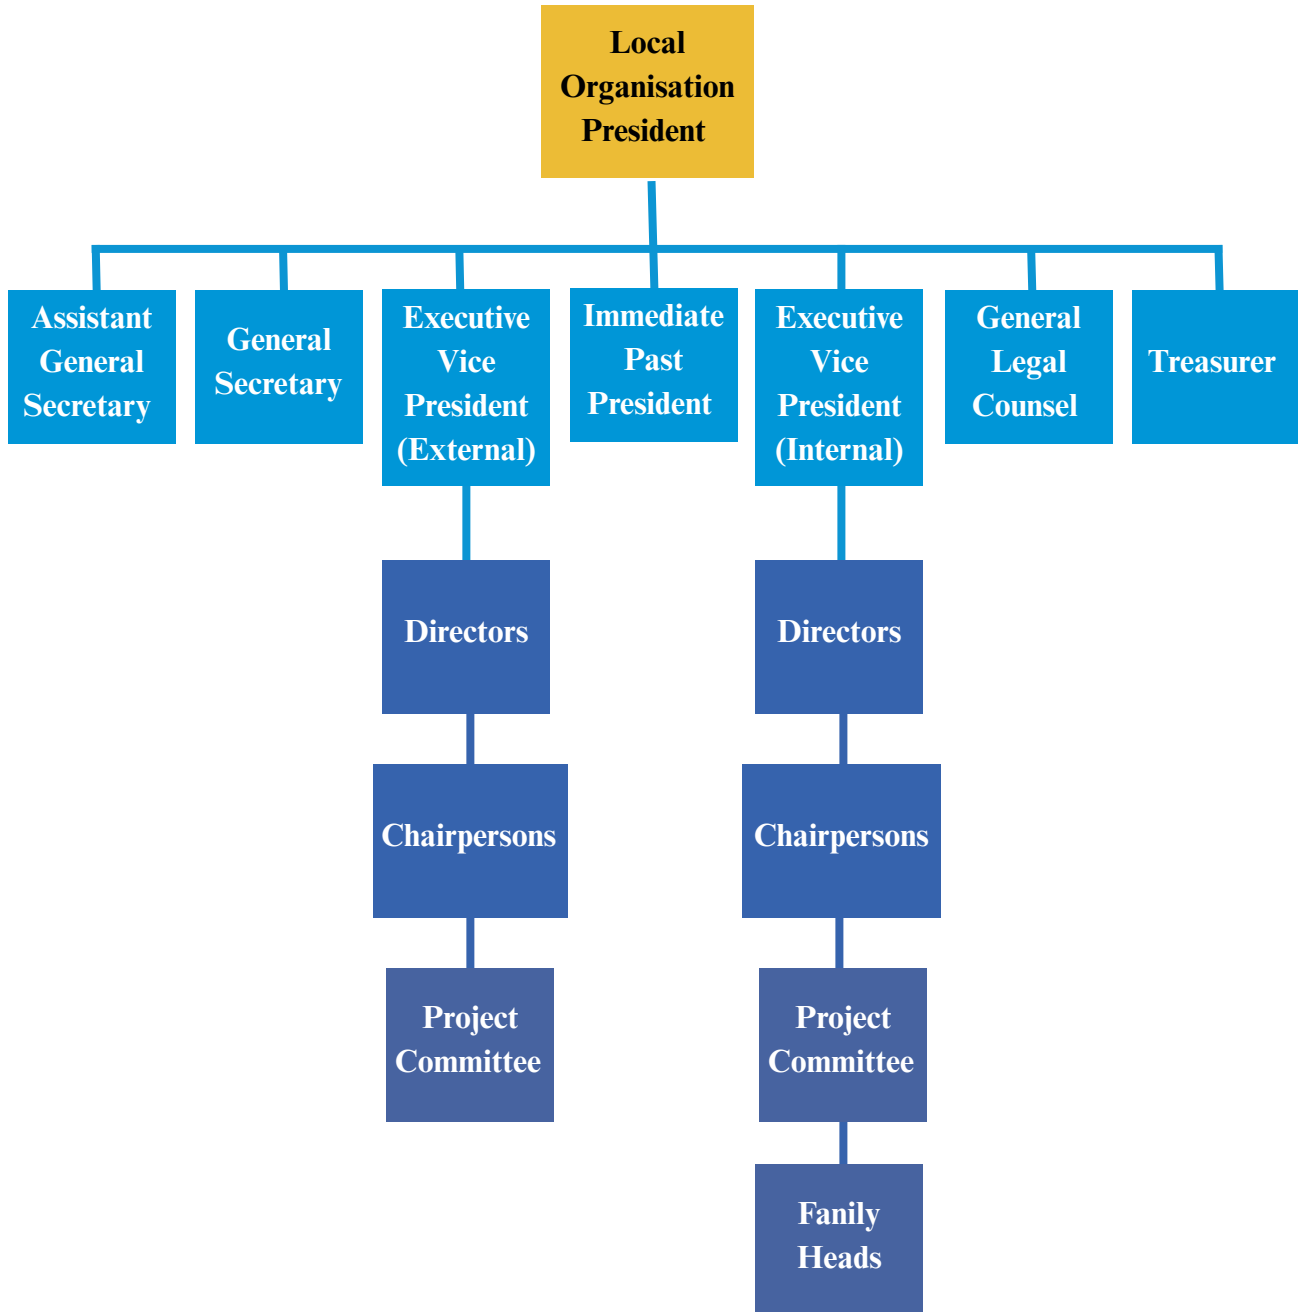 Local
Organisation
President
Assistant
General
Secretary
General
Secretary
Executive
Vice
President
(External)
Immediate
Past
President
Executive
Vice
President
(Internal)
General
Legal
Counsel
Treasurer
Directors
Directors
Chairpersons
Chairpersons
Project
Committee
Project
Committee
Fanily
Heads